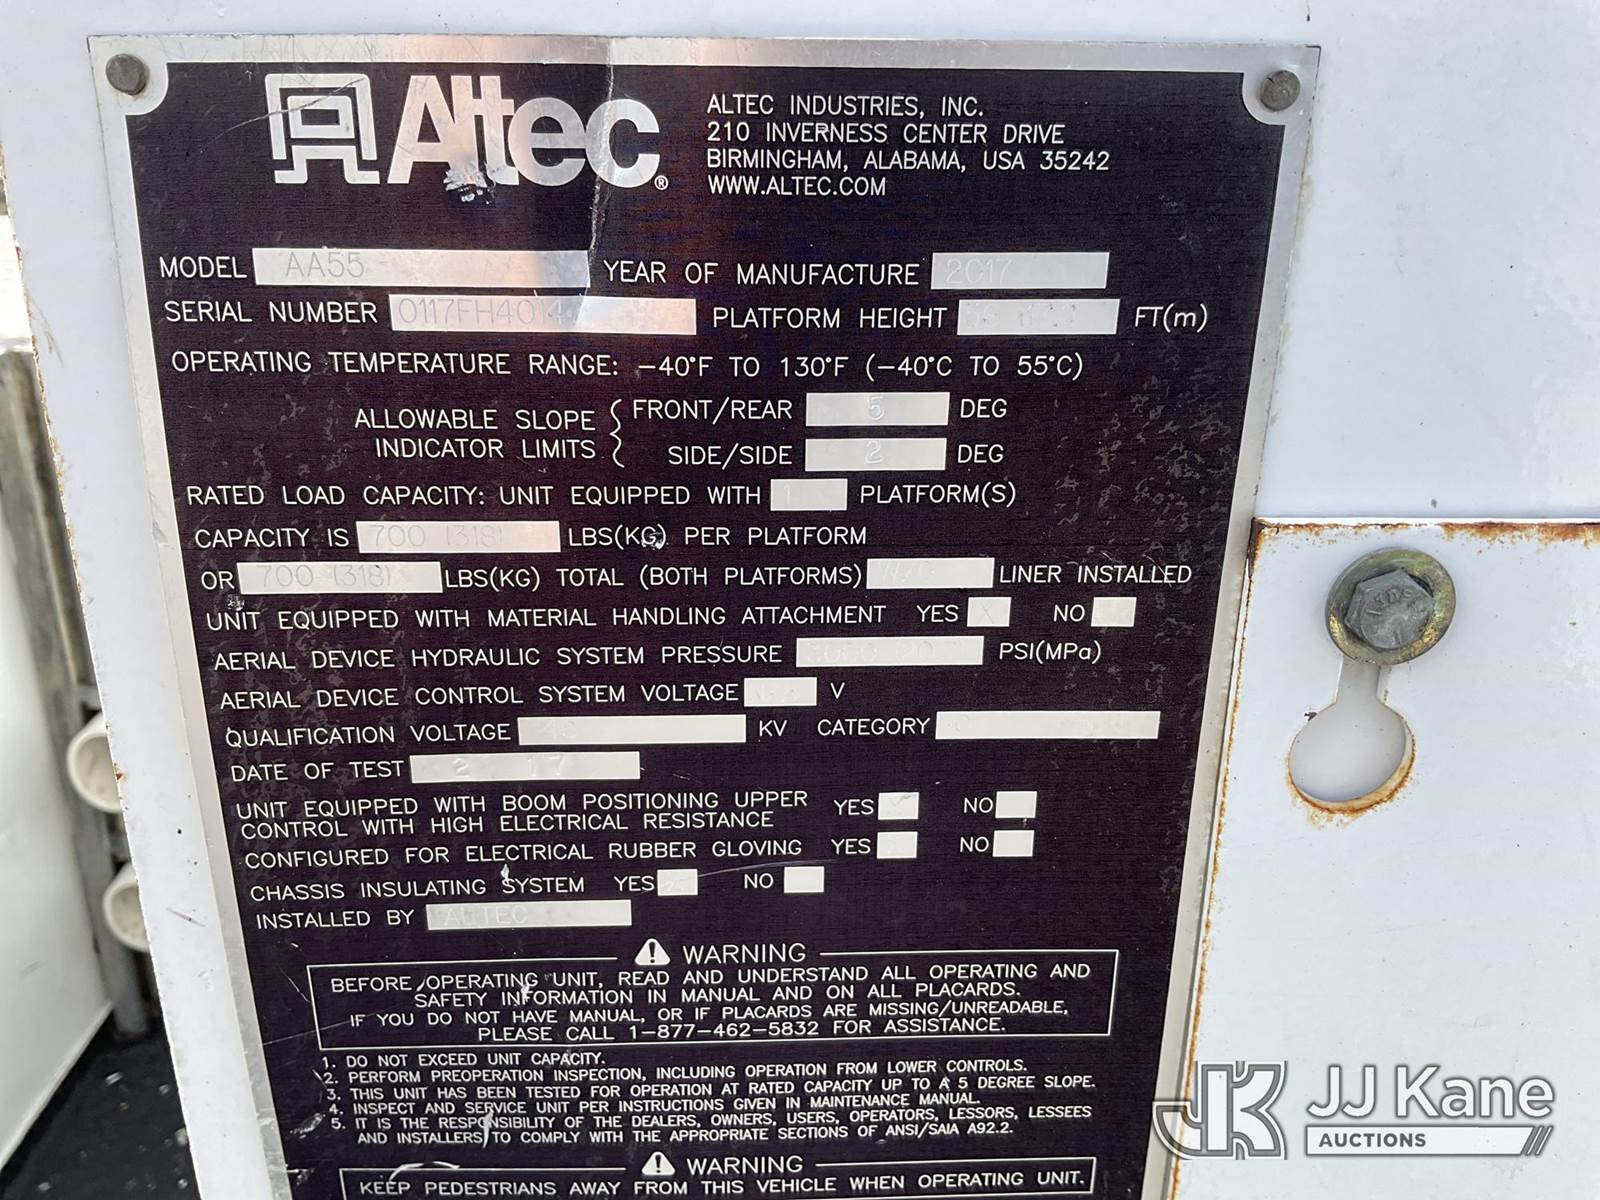 Altec®
ALTEC INDUSTRIES, INC.
210 INVERNESS CENTER DRIVE
BIRMINGHAM, ALABAMA, USA 35242
WWW.ALTEC.COM
MODEL AA55 YEAR OF MANUFACTURE 2017
SERIAL NUMBER PLATFORM HEIGHT FT(m)
OPERATING TEMPERATURE RANGE: -40°F TO 130°F (-40°C TO 55°C)
ALLOWABLE SLOPE INDICATOR LIMITS { FRONT/REAR 5 DEG
SIDE/SIDE 2 DEG
RATED LOAD CAPACITY: UNIT EQUIPPED WITH 1 PLATFORM(S)
CAPACITY IS 700 (318) LBS(KG) PER PLATFORM
OR 700 (318) LBS(KG) TOTAL (BOTH PLATFORMS) LINER INSTALLED
UNIT EQUIPPED WITH MATERIAL HANDLING ATTACHMENT YES X NO
AERIAL DEVICE HYDRAULIC SYSTEM PRESSURE PSI(MPa)
AERIAL DEVICE CONTROL SYSTEM VOLTAGE V
QUALIFICATION VOLTAGE 46 KV CATEGORY C
DATE OF TEST 2 17
UNIT EQUIPPED WITH BOOM POSITIONING UPPER YES NO
CONTROL WITH HIGH ELECTRICAL RESISTANCE
CONFIGURED FOR ELECTRICAL RUBBER GLOVING YES NO
CHASSIS INSULATING SYSTEM YES NO
INSTALLED BY ALTEC
WARNING
BEFORE OPERATING UNIT, READ AND UNDERSTAND ALL OPERATING AND
SAFETY INFORMATION IN MANUAL AND ON ALL PLACARDS.
IF YOU DO NOT HAVE MANUAL, OR IF PLACARDS ARE MISSING/UNREADABLE,
PLEASE CALL 1-877-462-5832 FOR ASSISTANCE.
1. DO NOT EXCEED UNIT CAPACITY.
2. PERFORM PREOPERATION INSPECTION, INCLUDING OPERATION FROM LOWER CONTROLS.
3. THIS UNIT HAS BEEN TESTED FOR OPERATION AT RATED CAPACITY UP TO A 5 DEGREE SLOPE.
4. INSPECT AND SERVICE UNIT PER INSTRUCTIONS GIVEN IN MAINTENANCE MANUAL.
5. IT IS THE RESPONSIBILITY OF THE DEALERS, OWNERS, USERS, OPERATORS, LESSORS, LESSEES
AND INSTALLERS TO COMPLY WITH THE APPROPRIATE SECTIONS OF ANSI/SAIA A92.2.
WARNING
KEEP PEDESTRIANS AWAY FROM THIS VEHICLE WHEN OPERATING UNIT.
JK JJ Kane
AUCTIONS